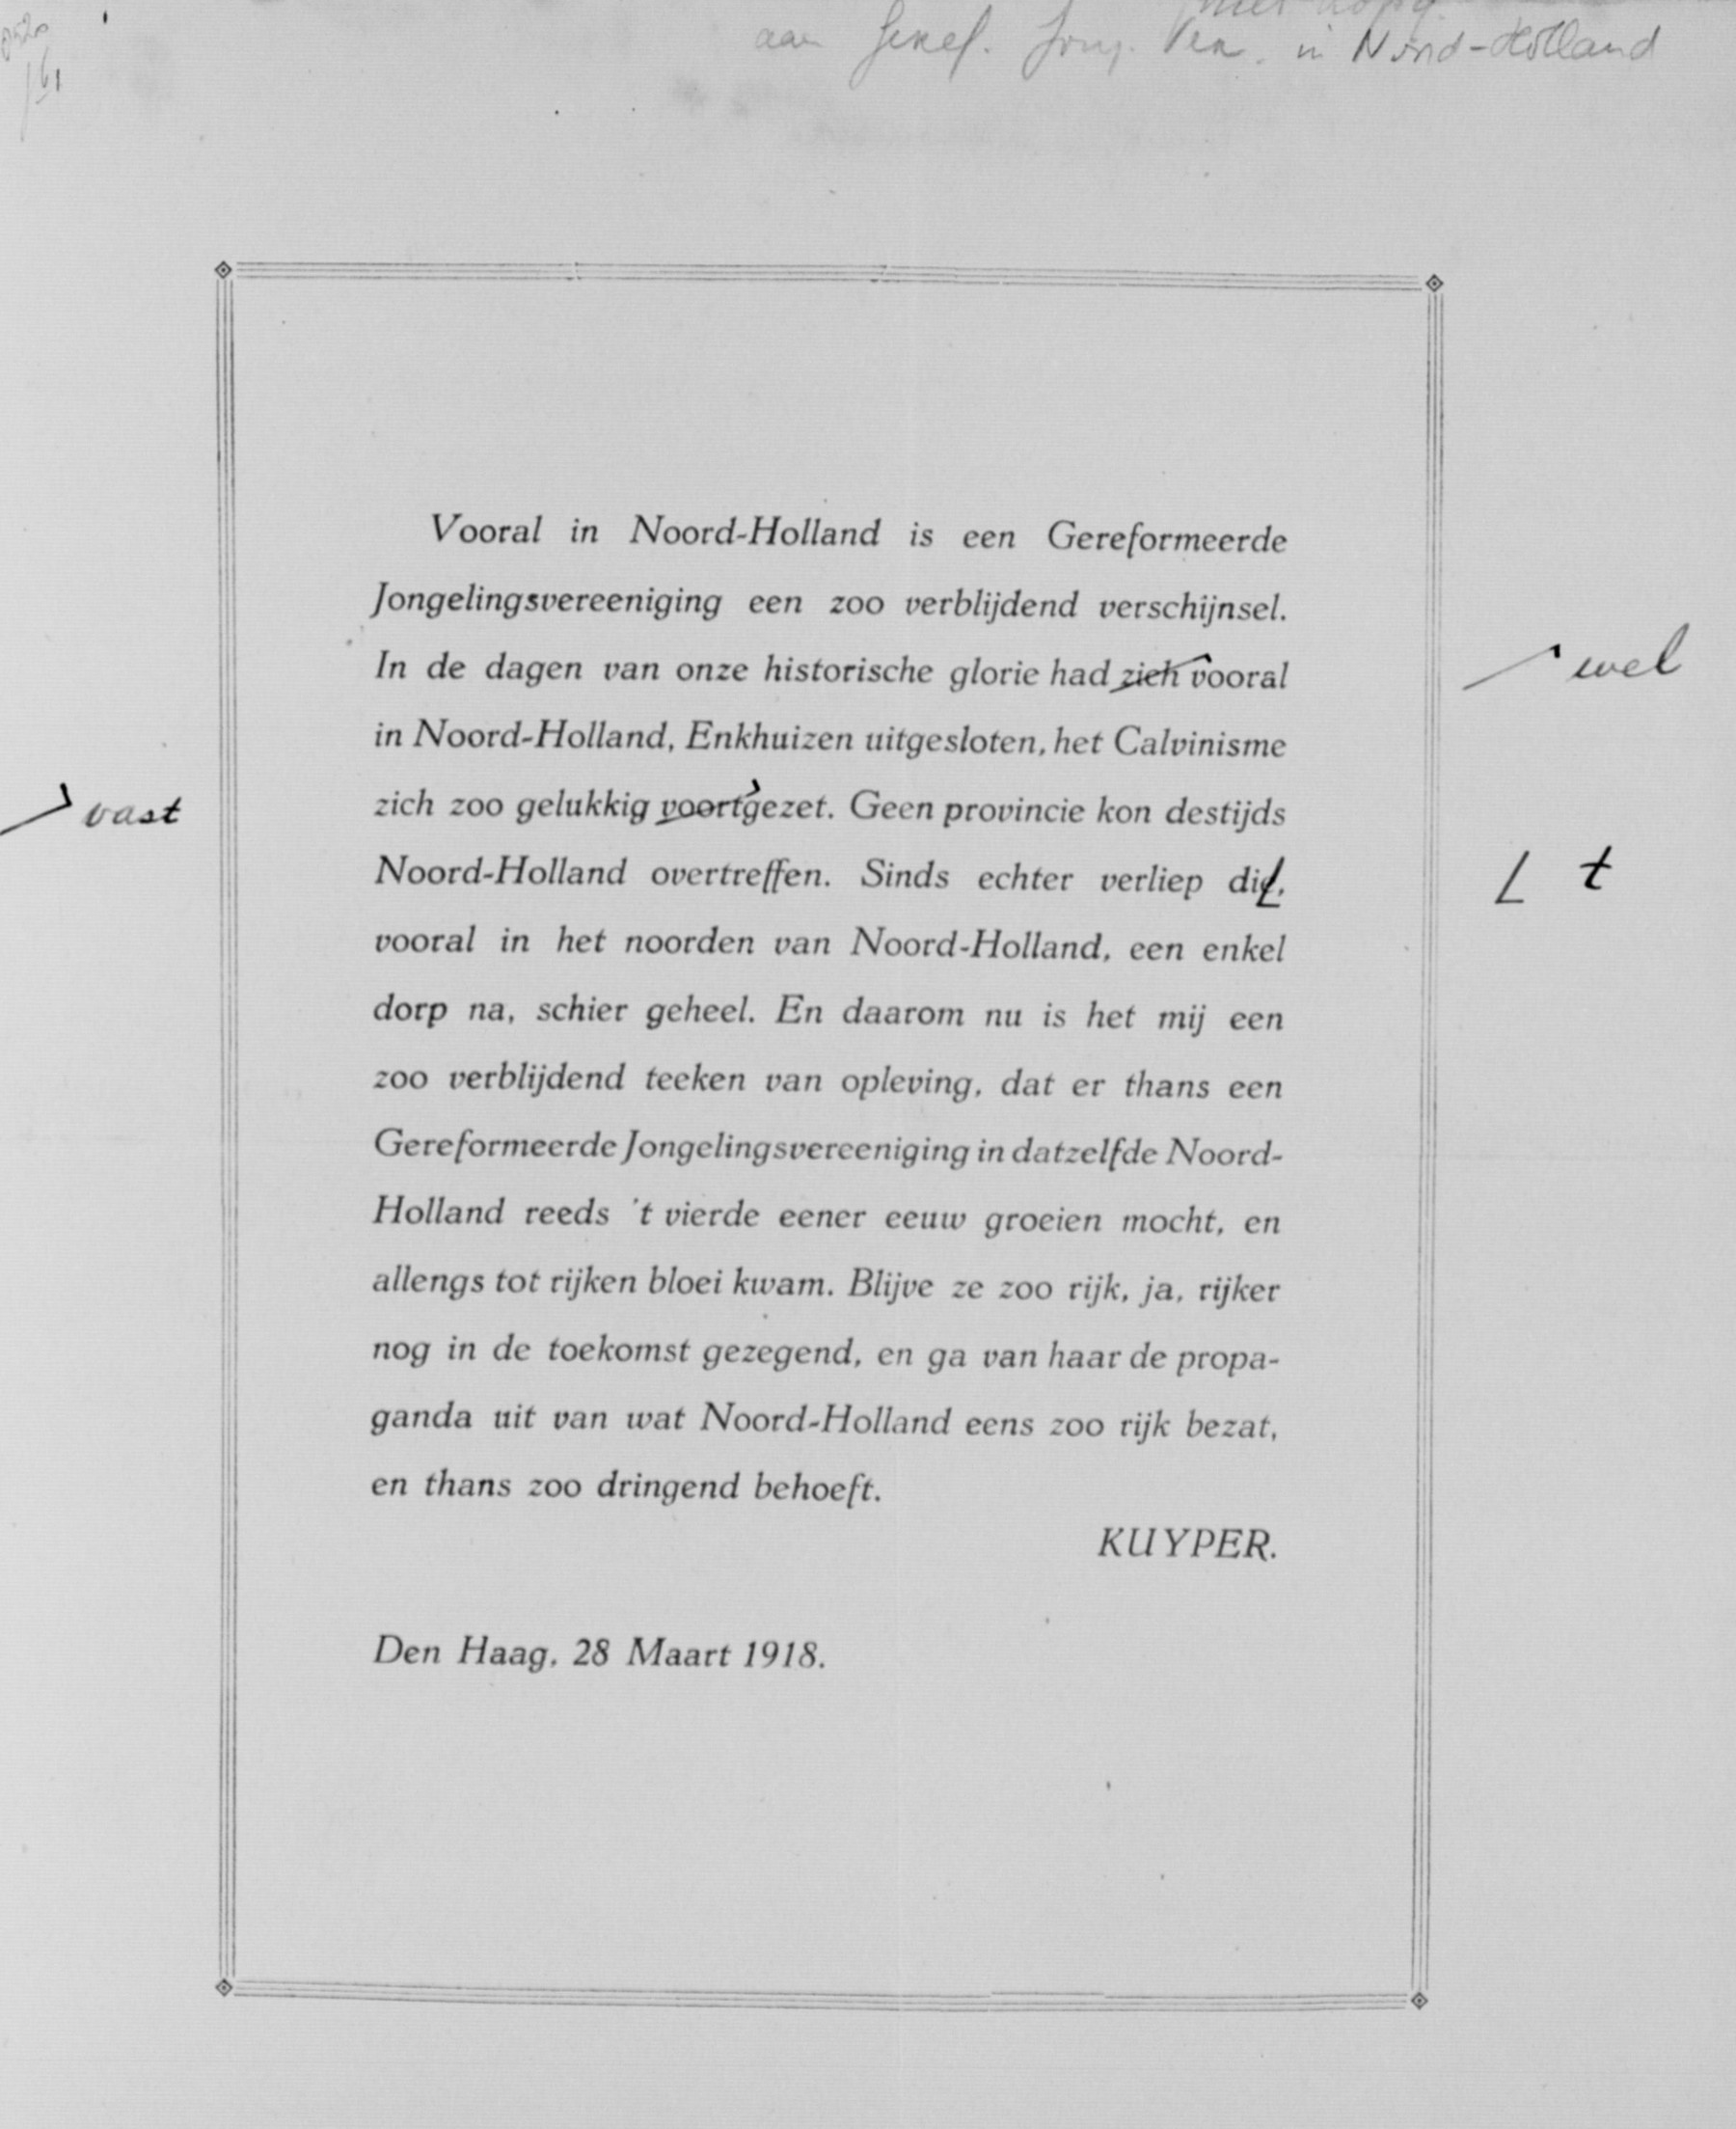 aan Geref. Jong. Ver. in Noord-Holland
Vooral in Noord-Holland is een Gereformeerde
Jongelingsvereeniging een zoo verblijdend verschijnsel.
In de dagen van onze historische glorie had zich vooral
wel
in Noord-Holland, Enkhuizen uitgesloten, het Calvinisme
zich zoo gelukkig voortgezet. Geen provincie kon destijds
vast
Noord-Holland overtreffen. Sinds echter verliep die,
t
vooral in het noorden van Noord-Holland, een enkel
dorp na, schier geheel. En daarom nu is het mij een
zoo verblijdend teeken van opleving, dat er thans een
Gereformeerde Jongelingsvereeniging in datzelfde Noord-
Holland reeds 't vierde eener eeuw groeien mocht, en
allengs tot rijken bloei kwam. Blijve ze zoo rijk, ja, rijker
nog in de toekomst gezegend, en ga van haar de propa-
ganda uit van wat Noord-Holland eens zoo rijk bezat,
en thans zoo dringend behoeft.
KUYPER.
Den Haag, 28 Maart 1918.